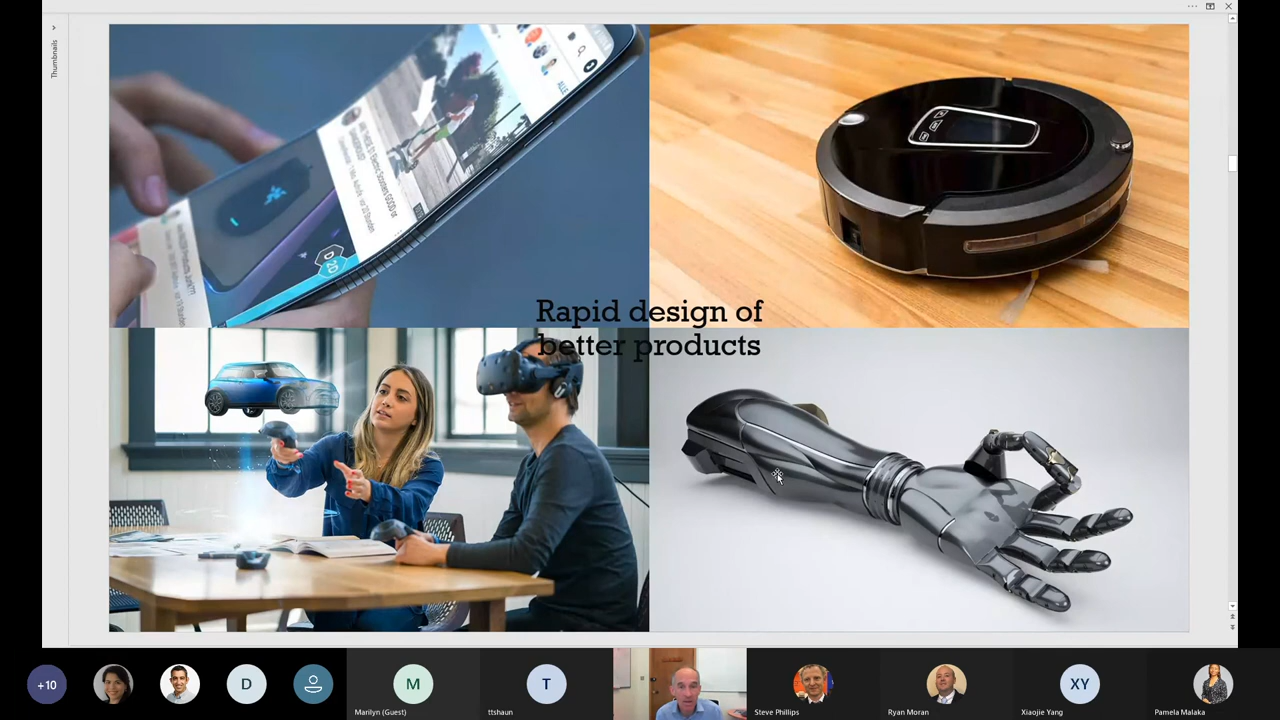 Thumbnails
Rapid design of
better products
+10
D
M
T
XY
Marilyn (Guest)
ttshaun
Steve Phillips
Ryan Moran
Xiaojie Yang
Pamela Malaka